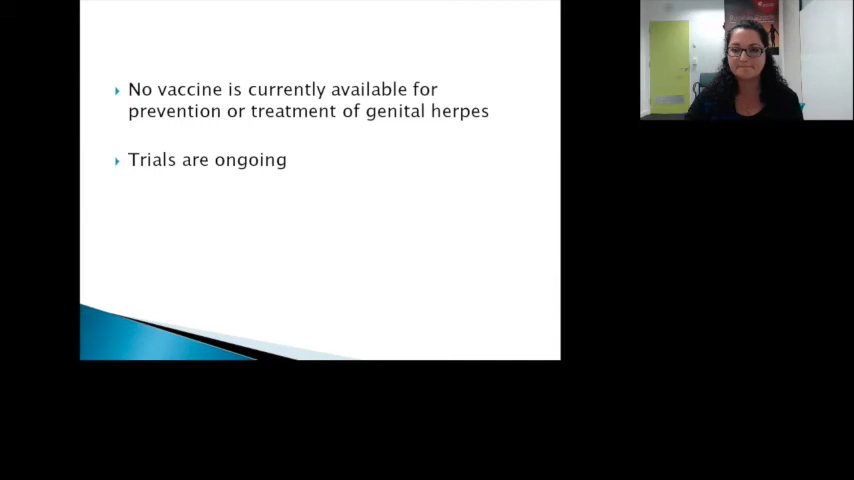 No vaccine is currently available for
prevention or treatment of genital herpes
Trials are ongoing